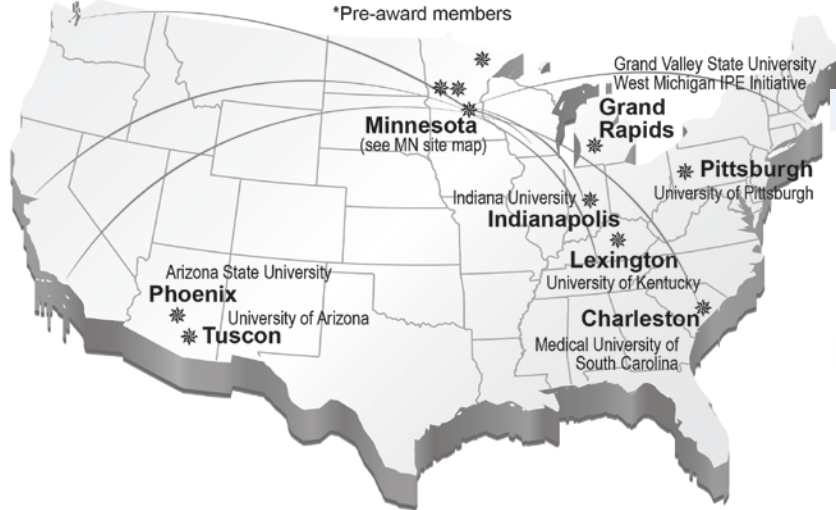 *Pre-award members
Grand Valley State University
West Michigan IPE Initiative
Grand
Rapids
Minnesota
(see MN site map)
Pittsburgh
University of Pittsburgh
Indiana University
Indianapolis
Lexington
University of Kentucky
Arizona State University
Phoenix
University of Arizona
Tuscon
Charleston
Medical University of
South Carolina